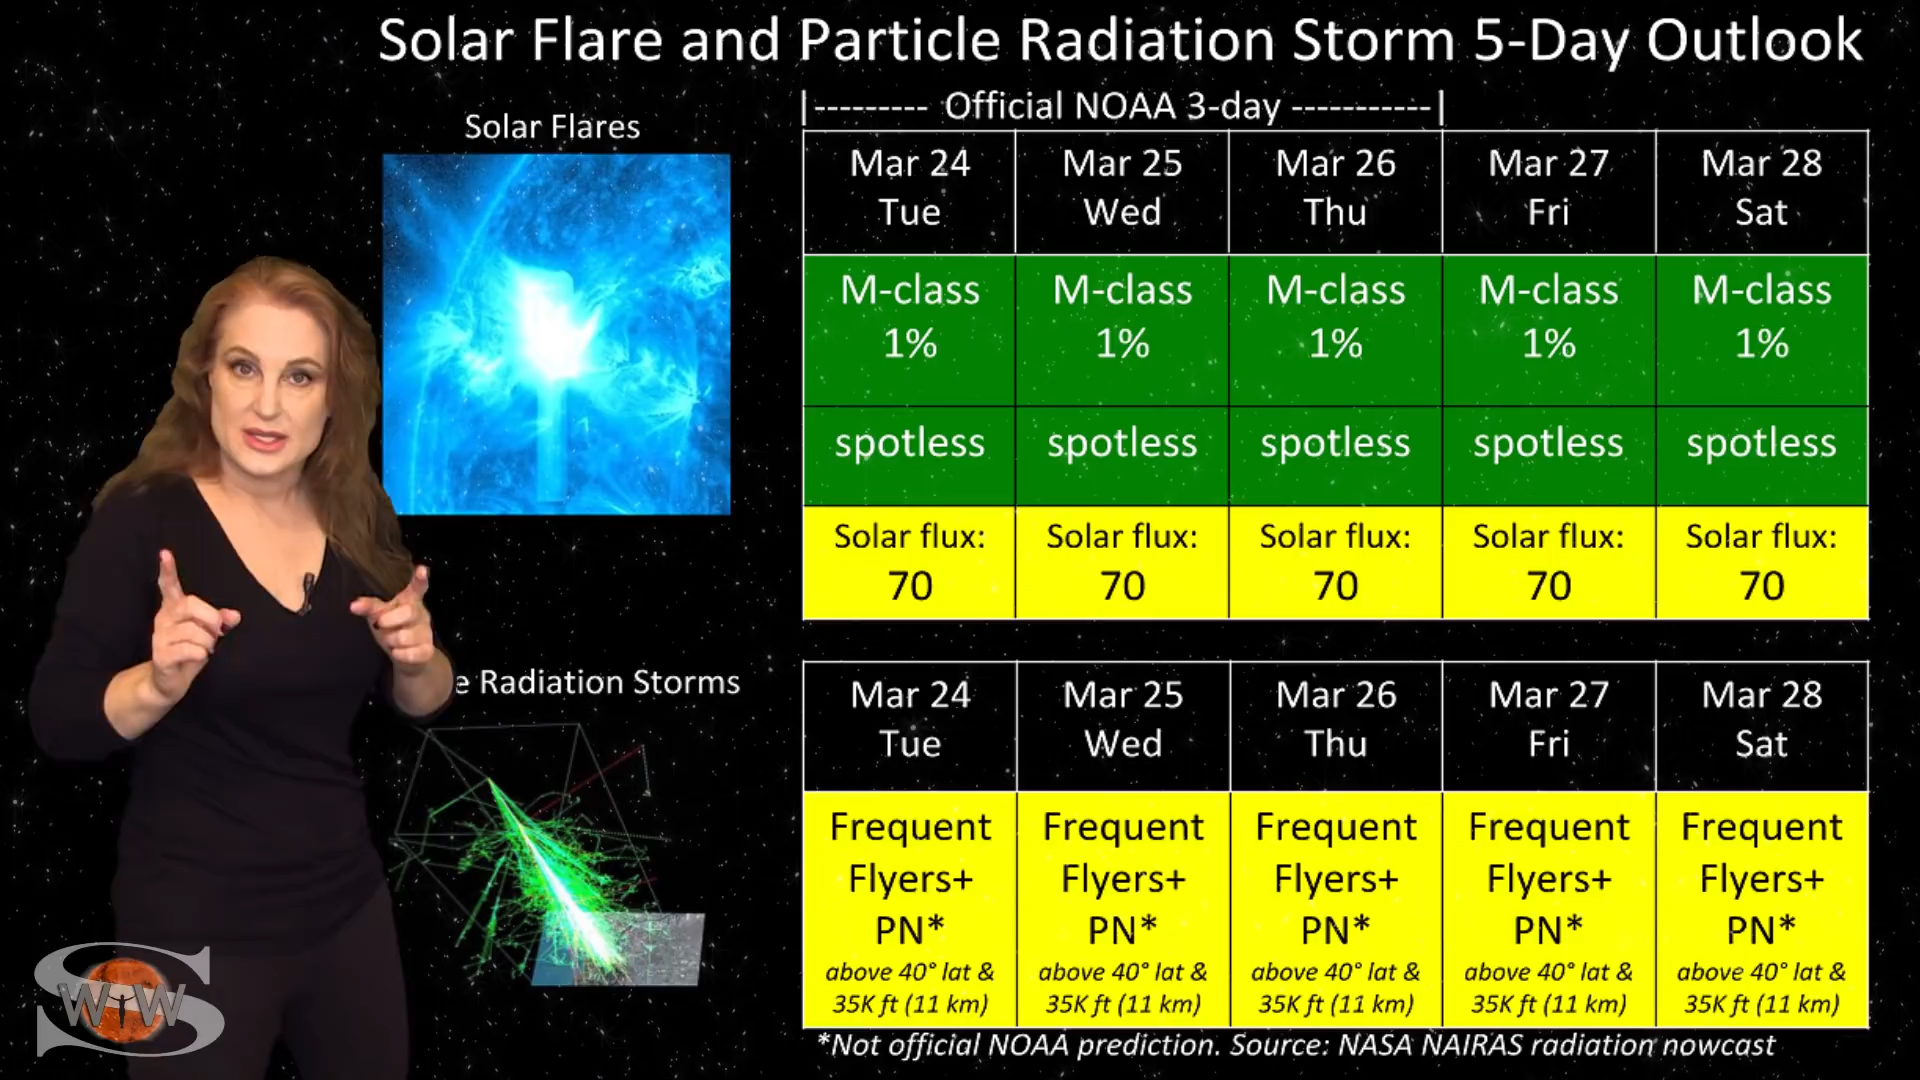 Solar Flare and Particle Radiation Storm 5-Day Outlook
|--------- Official NOAA 3-day -----------|
Solar Flares
Mar 24 Mar 25 Mar 26 Mar 27 Mar 28
Tue Wed Thu Fri Sat
M-class M-class M-class M-class M-class
1% 1% 1% 1% 1%
spotless spotless spotless spotless spotless
Solar flux: Solar flux: Solar flux: Solar flux: Solar flux:
70 70 70 70 70
e Radiation Storms
Mar 24 Mar 25 Mar 26 Mar 27 Mar 28
Tue Wed Thu Fri Sat
Frequent Frequent Frequent Frequent Frequent
Flyers+ Flyers+ Flyers+ Flyers+ Flyers+
PN* PN* PN* PN* PN*
above 40° lat & above 40° lat & above 40° lat & above 40° lat & above 40° lat &
35K ft (11 km) 35K ft (11 km) 35K ft (11 km) 35K ft (11 km) 35K ft (11 km)
*Not official NOAA prediction. Source: NASA NAIRAS radiation nowcast
S
WW